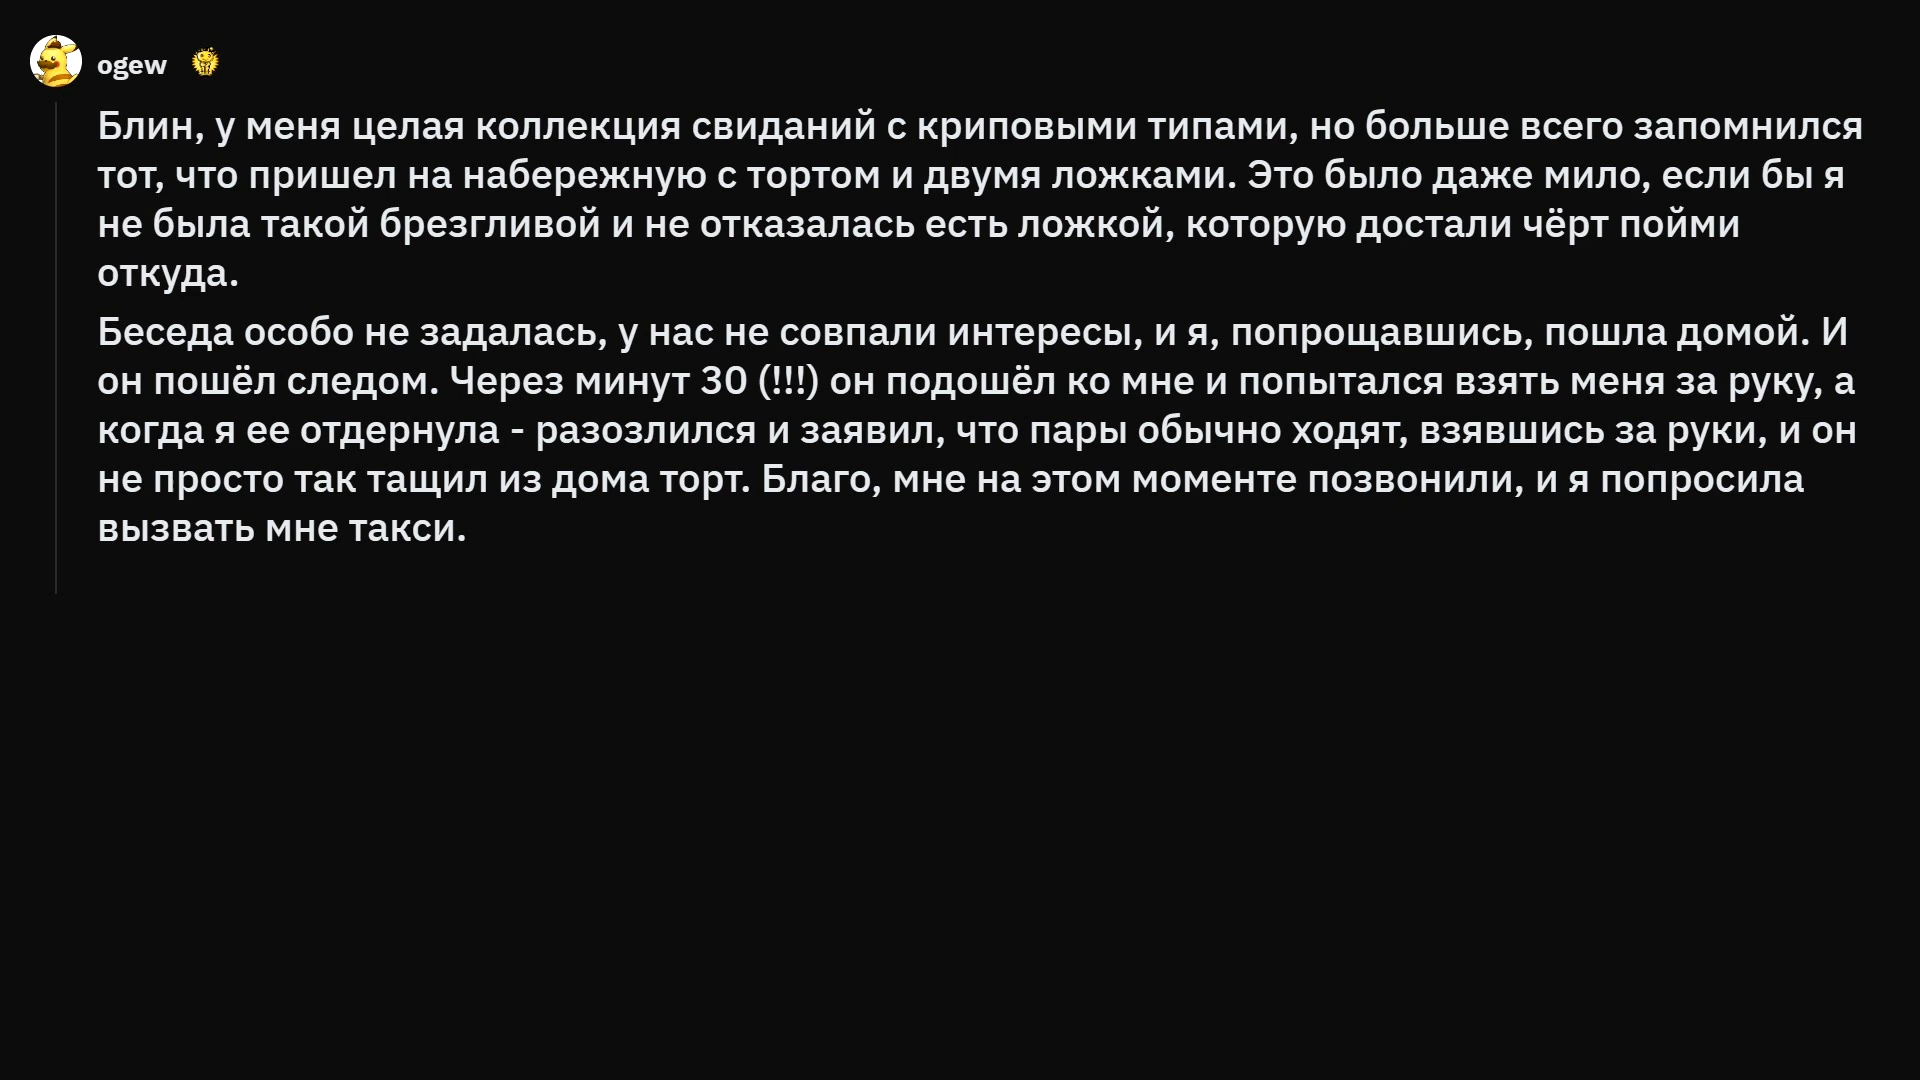 ogew
Блин, у меня целая коллекция свиданий с криповыми типами, но больше всего запомнился
тот, что пришел на набережную с тортом и двумя ложками. Это было даже мило, если бы я
не была такой брезгливой и не отказалась есть ложкой, которую достали чёрт пойми
откуда.
Беседа особо не задалась, у нас не совпали интересы, и я, попрощавшись, пошла домой. И
он пошёл следом. Через минут 30 (!!!) он подошёл ко мне и попытался взять меня за руку, а
когда я ее отдернула - разозлился и заявил, что пары обычно ходят, взявшись за руки, и он
не просто так тащил из дома торт. Благо, мне на этом моменте позвонили, и я попросила
вызвать мне такси.